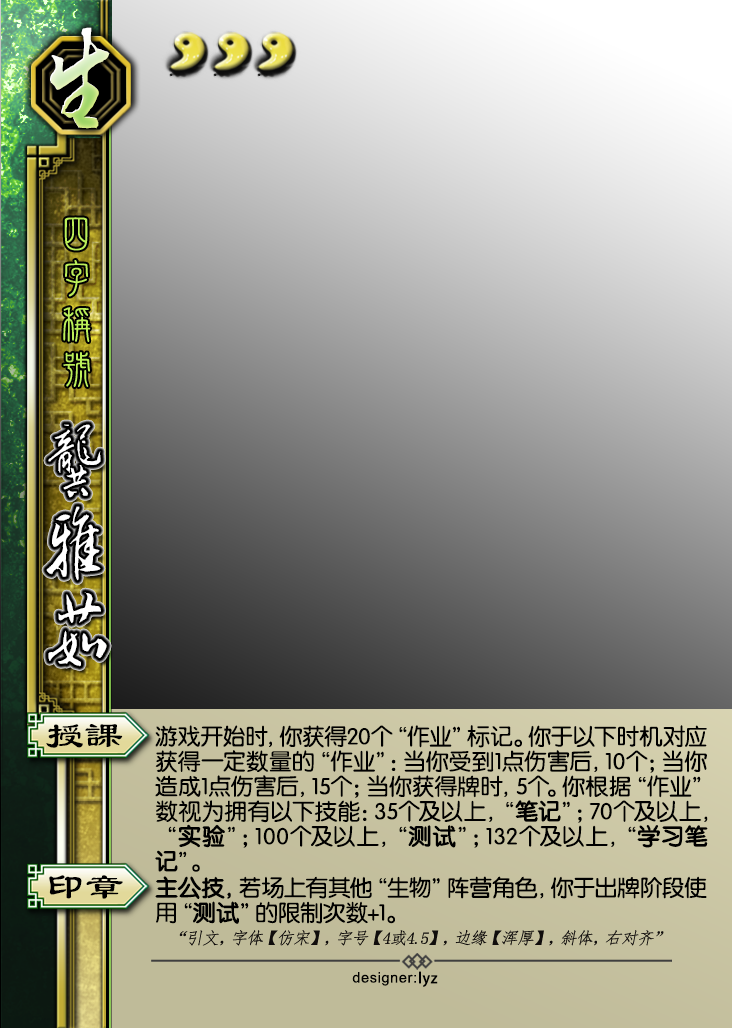 生
四字稱號
龔雅茹
授課
游戏开始时，你获得20个“作业”标记。你于以下时机对应
获得一定数量的“作业”：当你受到1点伤害后，10个；当你
造成1点伤害后，15个；当你获得牌时，5个。你根据“作业”
数视为拥有以下技能：35个及以上，“笔记”；70个及以上，
“实验”；100个及以上，“测试”；132个及以上，“学习笔
记”。
印章
主公技，若场上有其他“生物”阵营角色，你于出牌阶段使
用“测试”的限制次数+1。
“引文，字体【仿宋】，字号【4或4.5】，边缘【浑厚】，斜体，右对齐”
designer:lyz